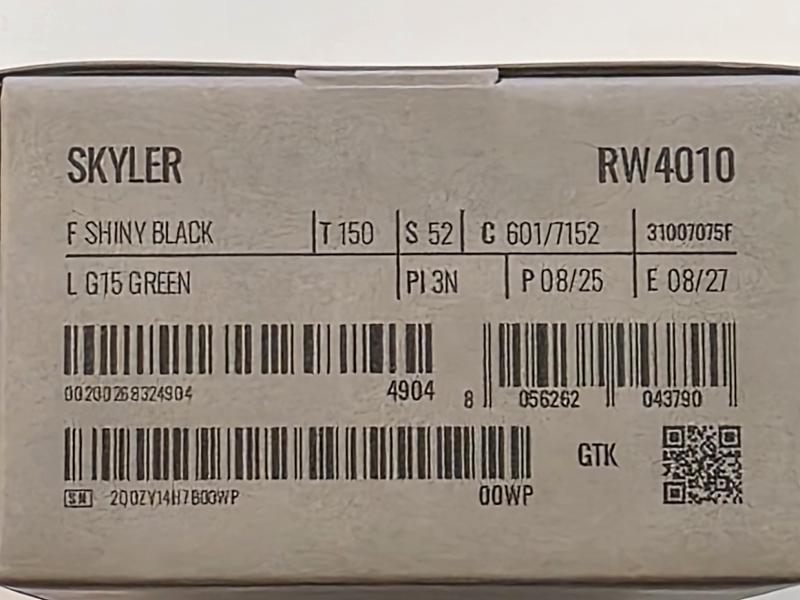 SKYLER RW4010
F SHINY BLACK T 150 S 52 C 601/7152 31007075F
L G15 GREEN PI 3N P 08/25 E 08/27
00200268324904 4904 8 056262 043790
GTK
SN 2Q0ZY14H7B00WP 00WP